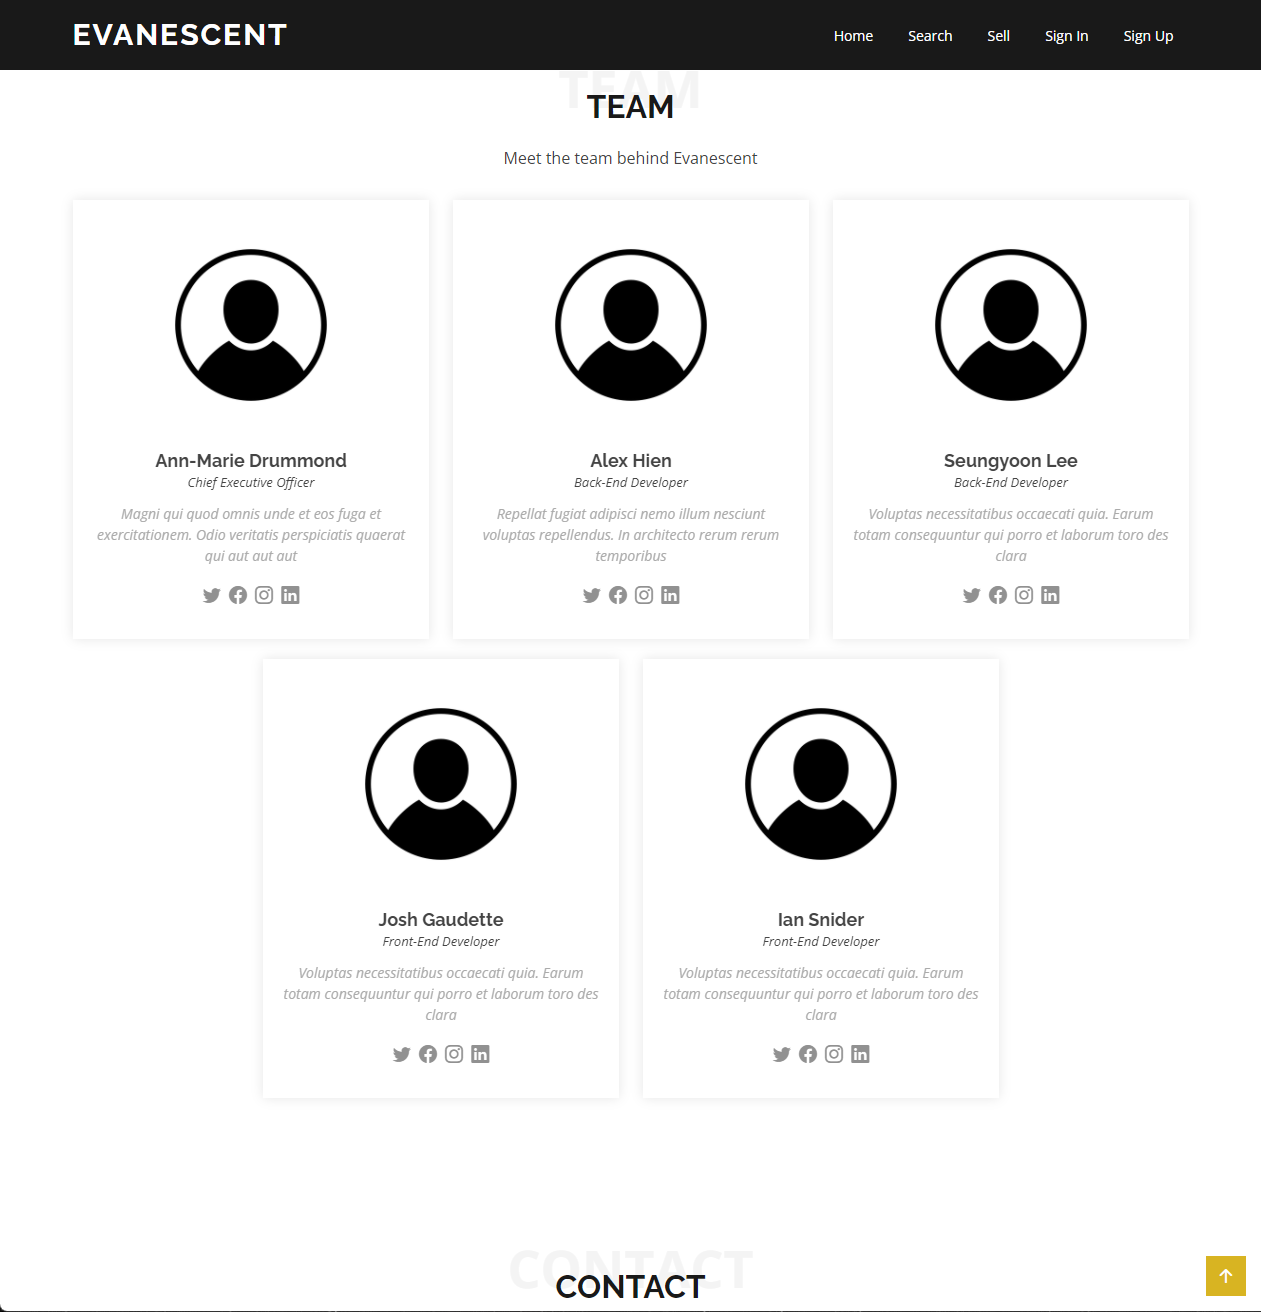 EVANESCENT
Home Search Sell Sign In Sign Up
TEAM
TEAM
Meet the team behind Evanescent
Ann-Marie Drummond
Chief Executive Officer
Magni qui quod omnis unde et eos fuga et
exercitationem. Odio veritatis perspiciatis quaerat
qui aut aut aut
Alex Hien
Back-End Developer
Repellat fugiat adipisci nemo illum nesciunt
voluptas repellendus. In architecto rerum rerum
temporibus
Seungyoon Lee
Back-End Developer
Voluptas necessitatibus occaecati quia. Earum
totam consequuntur qui porro et laborum toro des
clara
Josh Gaudette
Front-End Developer
Voluptas necessitatibus occaecati quia. Earum
totam consequuntur qui porro et laborum toro des
clara
Ian Snider
Front-End Developer
Voluptas necessitatibus occaecati quia. Earum
totam consequuntur qui porro et laborum toro des
clara
CONTACT
CONTACT